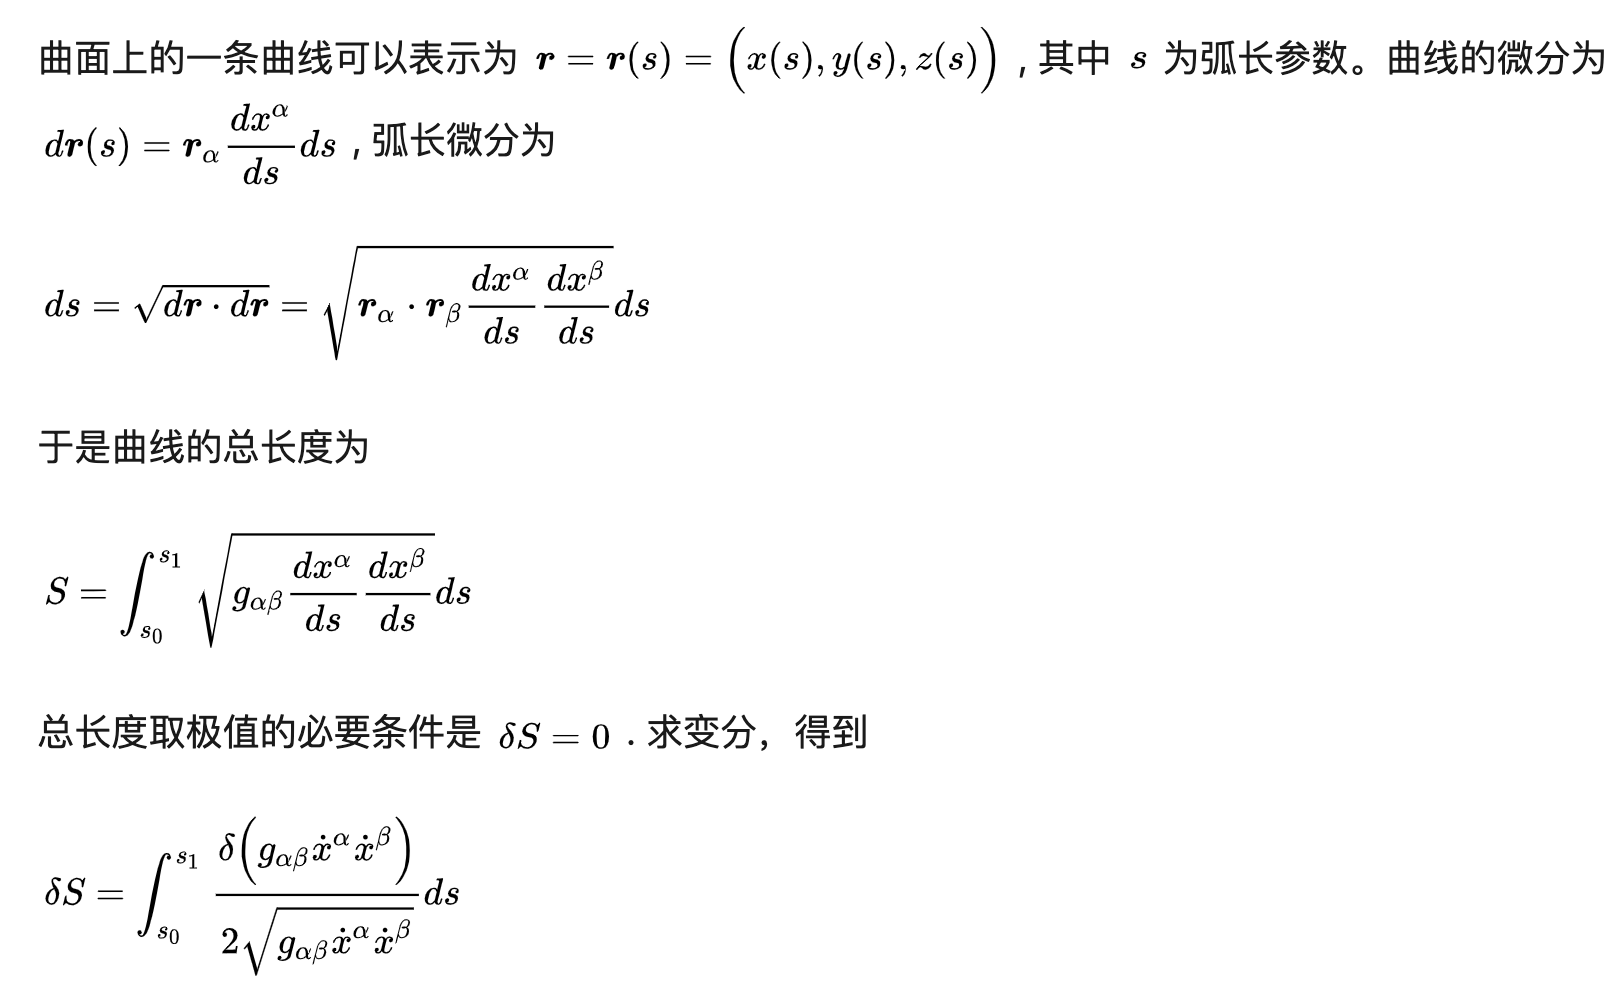 曲面上的一条曲线可以表示为 $\boldsymbol{r} = \boldsymbol{r}(s) = \Big(x(s), y(s), z(s)\Big)$ , 其中 $s$ 为弧长参数。曲线的微分为
$d\boldsymbol{r}(s) = \boldsymbol{r}_\alpha \dfrac{dx^\alpha}{ds} ds$ , 弧长微分为
$ds = \sqrt{d\boldsymbol{r} \cdot d\boldsymbol{r}} = \sqrt{\boldsymbol{r}_\alpha \cdot \boldsymbol{r}_\beta \dfrac{dx^\alpha}{ds} \dfrac{dx^\beta}{ds}} ds$
于是曲线的总长度为
$S = \int_{s_0}^{s_1} \sqrt{g_{\alpha\beta} \dfrac{dx^\alpha}{ds} \dfrac{dx^\beta}{ds}} ds$
总长度取极值的必要条件是 $\delta S = 0$ . 求变分，得到
$\delta S = \int_{s_0}^{s_1} \dfrac{\delta\Big(g_{\alpha\beta} \dot{x}^\alpha \dot{x}^\beta\Big)}{2\sqrt{g_{\alpha\beta} \dot{x}^\alpha \dot{x}^\beta}} ds$